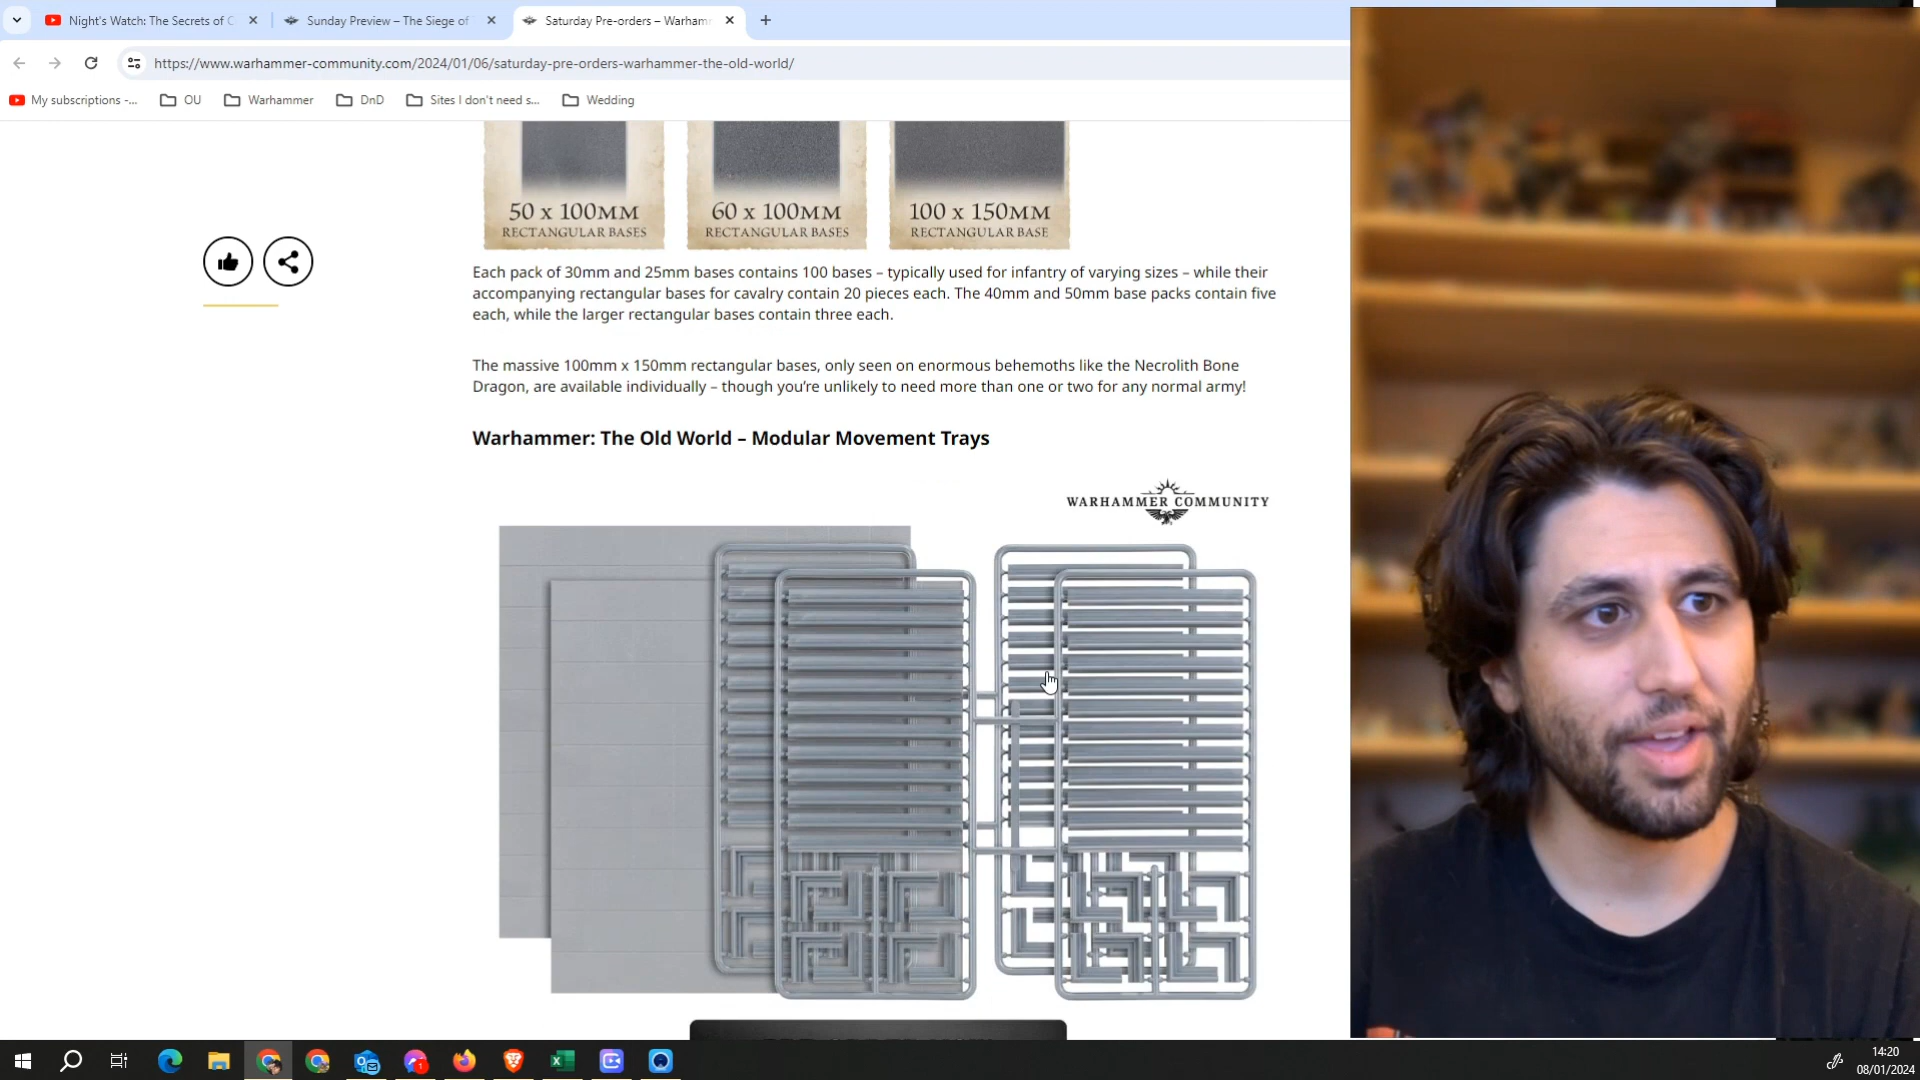 Night's Watch: The Secrets of C
Sunday Preview – The Siege of
Saturday Pre-orders – Warham
https://www.warhammer-community.com/2024/01/06/saturday-pre-orders-warhammer-the-old-world/
My subscriptions -...
OU
Warhammer
DnD
Sites I don't need s...
Wedding
50 x 100MM
RECTANGULAR BASES
60 x 100MM
RECTANGULAR BASES
100 x 150MM
RECTANGULAR BASE
Each pack of 30mm and 25mm bases contains 100 bases – typically used for infantry of varying sizes – while their
accompanying rectangular bases for cavalry contain 20 pieces each. The 40mm and 50mm base packs contain five
each, while the larger rectangular bases contain three each.
The massive 100mm x 150mm rectangular bases, only seen on enormous behemoths like the Necrolith Bone
Dragon, are available individually – though you're unlikely to need more than one or two for any normal army!
Warhammer: The Old World – Modular Movement Trays
WARHAMMER COMMUNITY
14:20
08/01/2024